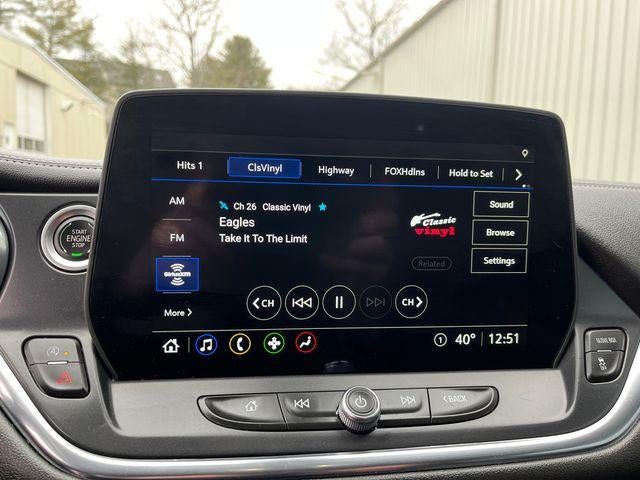 Hits 1 ClsVinyl Highway FOXHdlns Hold to Set
AM
Ch 26 Classic Vinyl
Eagles
Take It To The Limit
Classic
vinyl
Sound
FM
Browse
START
ENGINE
STOP
SiriusXM
Related
Settings
More
CH CH
1 40° 12:51
GLOVE BOX
OFF
BACK